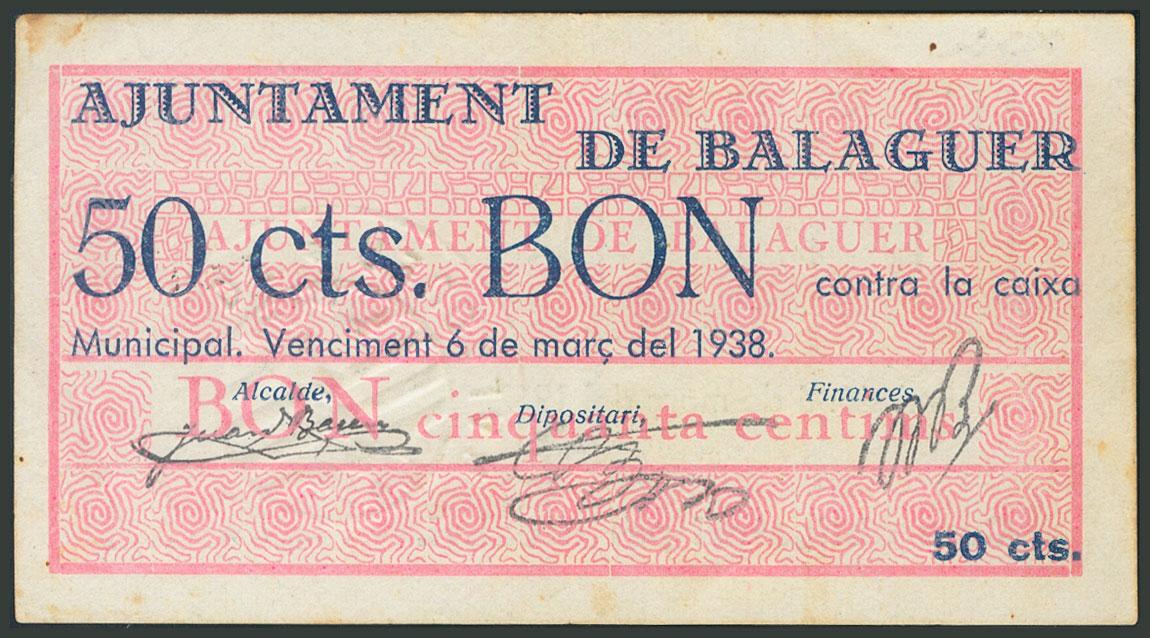 AJUNTAMENT
DE BALAGUER
50 cts. BON contra la caixa
AJUNTAMENT DE BALAGUER
Municipal. Venciment 6 de març del 1938.
Alcalde,
Dipositari,
Finances,
BON cinquanta centims
50 cts.